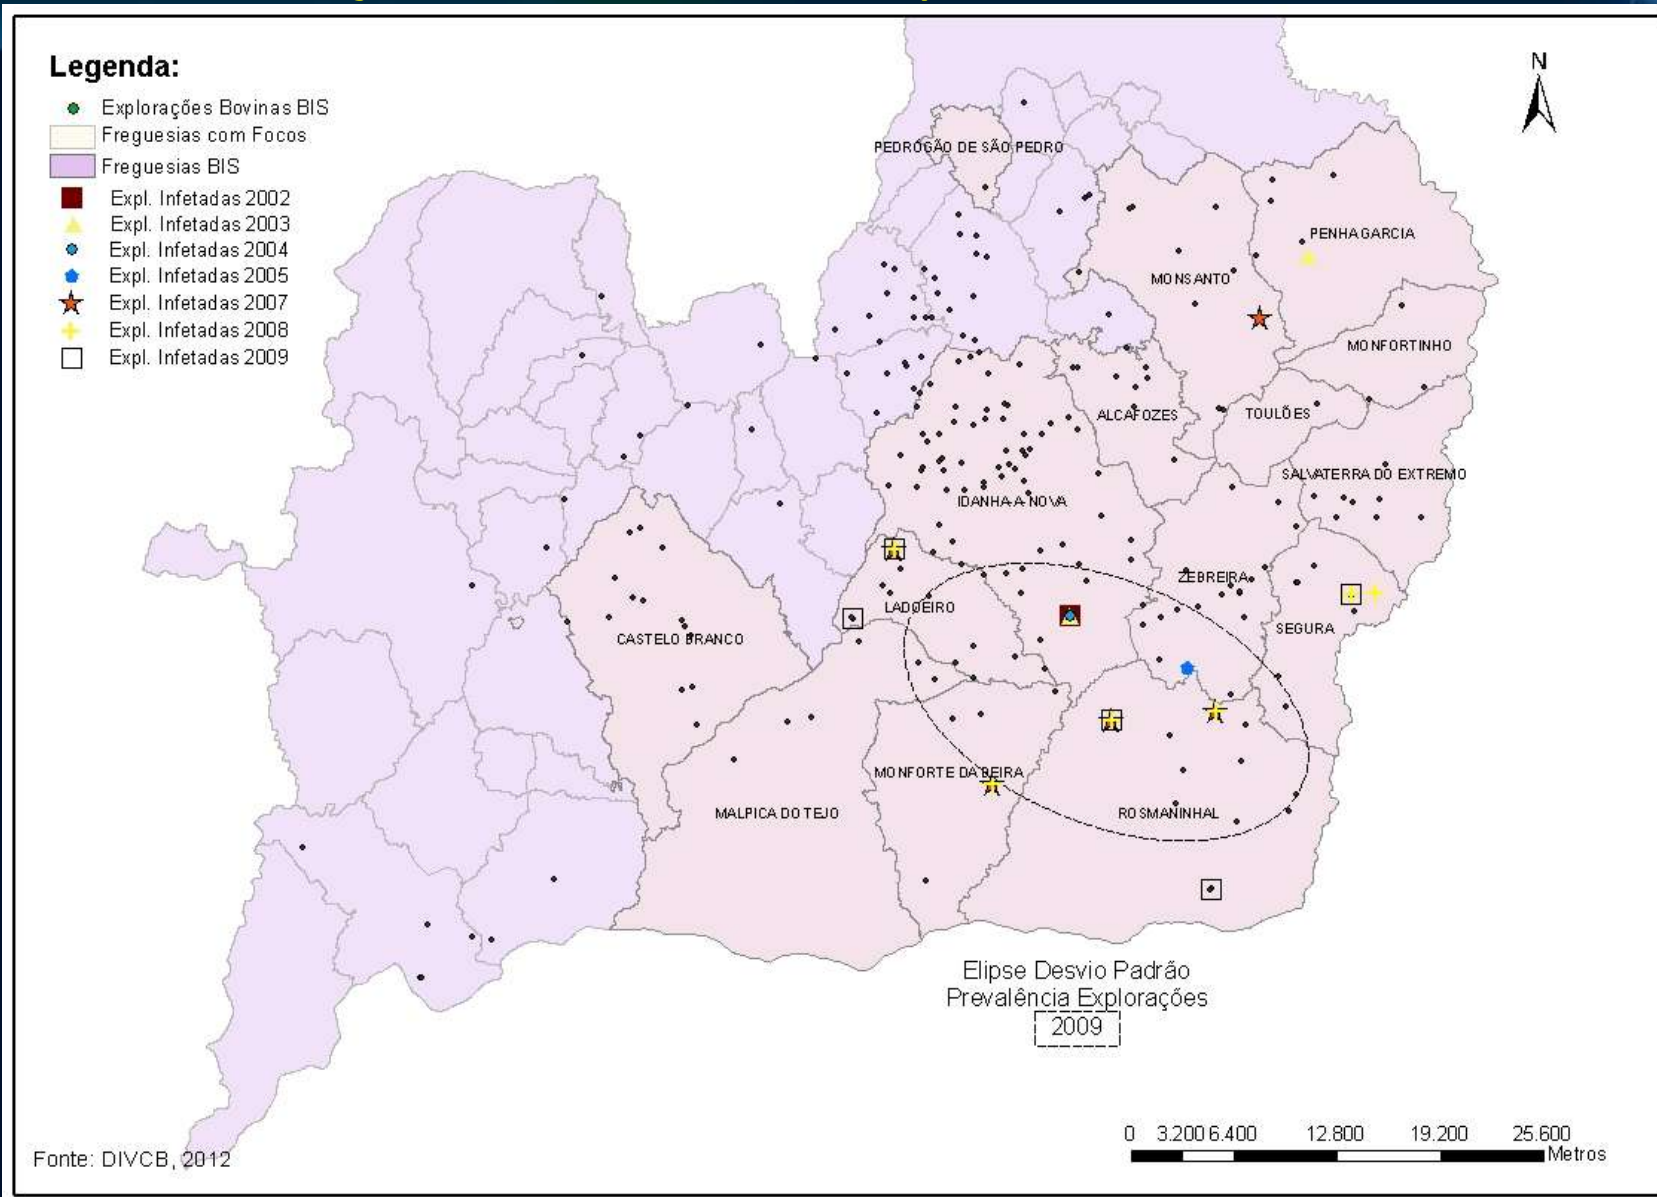 Legenda:
Explorações Bovinas BIS
Freguesias com Focos
Freguesias BIS
Expl. Infetadas 2002
Expl. Infetadas 2003
Expl. Infetadas 2004
Expl. Infetadas 2005
Expl. Infetadas 2007
Expl. Infetadas 2008
Expl. Infetadas 2009
N
PEDRÓGÃO DE SÃO PEDRO
PENHA GARCIA
MONSANTO
MONFORTINHO
ALCAFOZES
TOULÕES
SALVATERRA DO EXTREMO
IDANHA-A-NOVA
ZEBREIRA
LADOEIRO
SEGURA
CASTELO BRANCO
MONFORTE DA BEIRA
MALPICA DO TEJO
ROSMANINHAL
Elipse Desvio Padrão
Prevalência Explorações
2009
0 3.200 6.400 12.800 19.200 25.600
Metros
Fonte: DIVCB, 2012